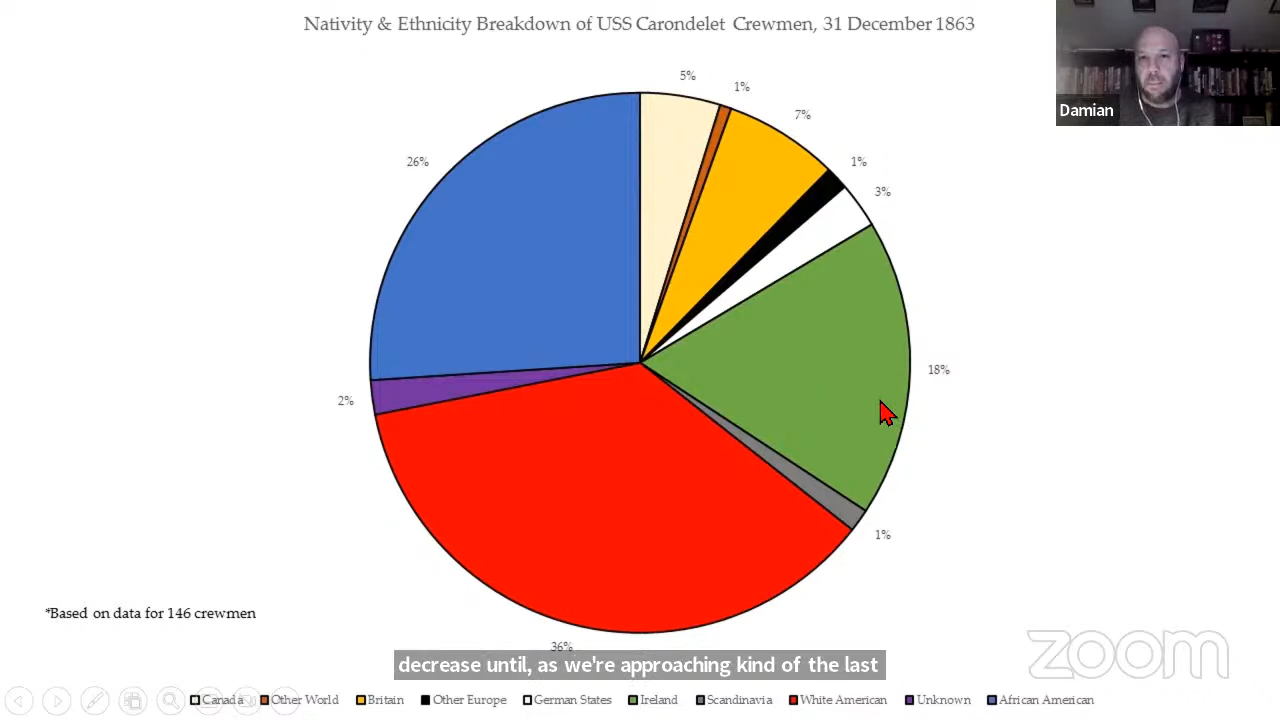 Nativity & Ethnicity Breakdown of USS Carondelet Crewmen, 31 December 1863
Damian
5%
1%
7%
1%
3%
26%
18%
2%
1%
36%
*Based on data for 146 crewmen
decrease until, as we're approaching kind of the last
zoom
Canada Other World Britain Other Europe German States Ireland Scandinavia White American Unknown African American